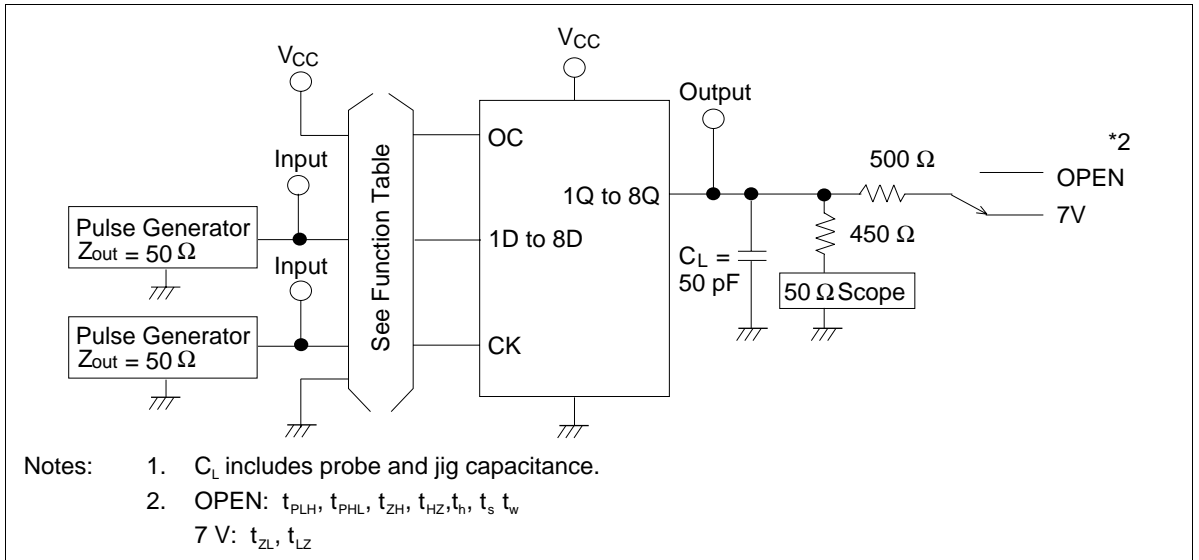 VCC
VCC
Output
*2
OC
500 Ω
OPEN
Input
See Function Table
1Q to 8Q
7V
Pulse Generator
Zout = 50 Ω
1D to 8D
450 Ω
CL =
50 pF
Input
50 Ω Scope
Pulse Generator
Zout = 50 Ω
CK
Notes: 1. CL includes probe and jig capacitance.
2. OPEN: tPLH, tPHL, tZH, tHZ,th, ts tw
7 V: tZL, tLZ